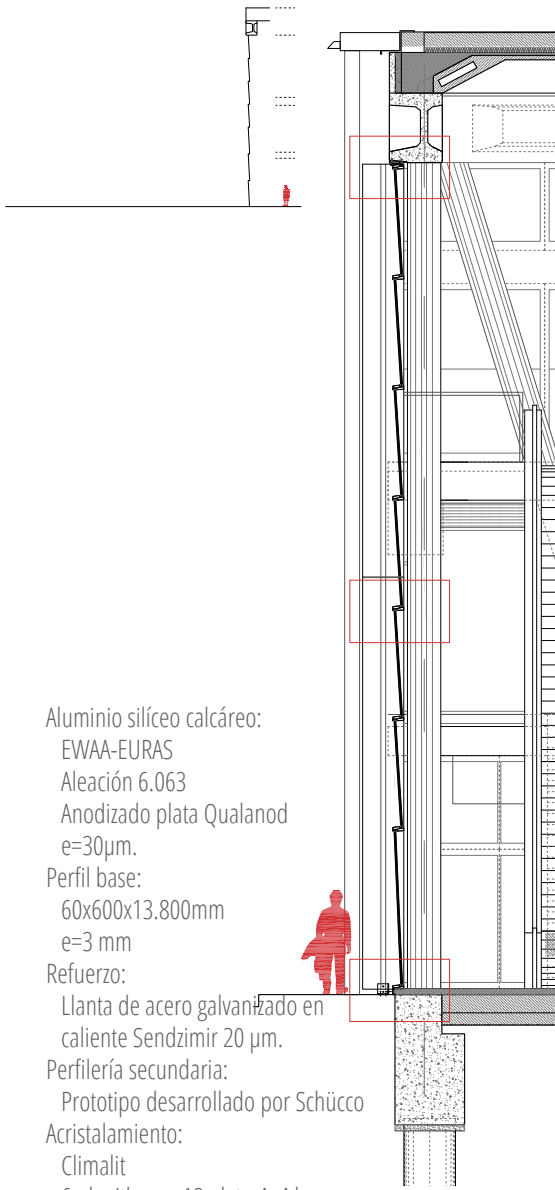 Aluminio silíceo calcáreo:
EWAA-EURAS
Aleación 6.063
Anodizado plata Qualanod
e=30µm.
Perfil base:
60x600x13.800mm
e=3 mm
Refuerzo:
Llanta de acero galvanizado en
caliente Sendzimir 20 µm.
Perfilería secundaria:
Prototipo desarrollado por Schücco
Acristalamiento:
Climalit